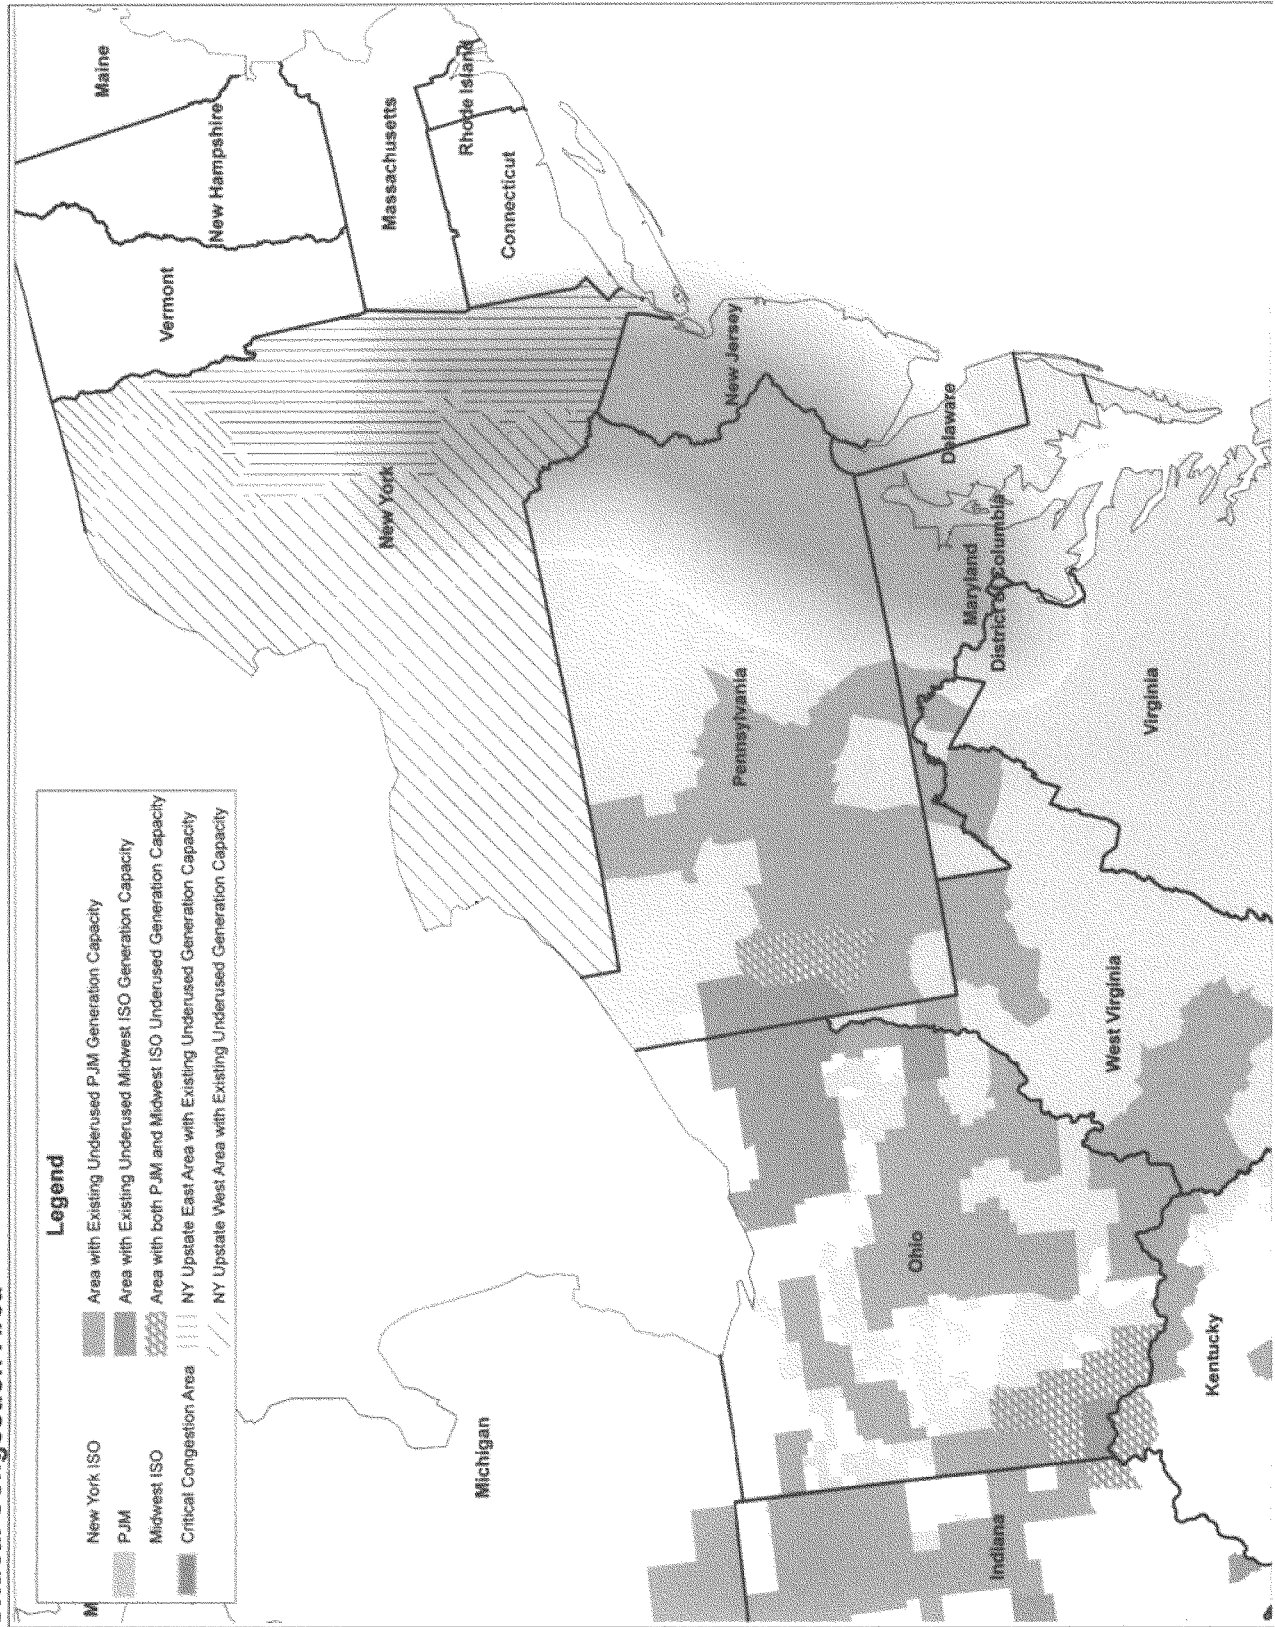 Legend
New York ISO
PJM
Midwest ISO
Critical Congestion Area
Area with Existing Underused PJM Generation Capacity
Area with Existing Underused Midwest ISO Generation Capacity
Area with both PJM and Midwest ISO Underused Generation Capacity
NY Upstate East Area with Existing Underused Generation Capacity
NY Upstate West Area with Existing Underused Generation Capacity
M
Maine
Vermont
New Hampshire
Massachusetts
Rhode Island
Connecticut
New York
Michigan
New Jersey
Pennsylvania
Delaware
Maryland
District of Columbia
Ohio
Indiana
West Virginia
Virginia
Kentucky